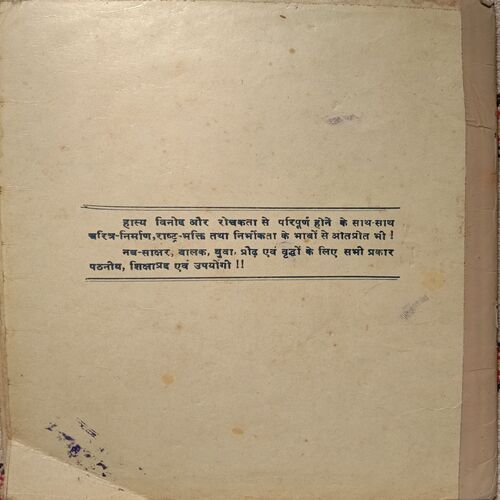 हास्य विनोद और रोचकता से परिपूर्ण होने के साथ-साथ
चरित्र-निर्माण, राष्ट्र-भक्ति तथा निर्भीकता के भावों से ओतप्रोत भी !
नव-साक्षर, बालक, युवा, प्रौढ़ एवं वृद्धों के लिए सभी प्रकार
पठनीय, शिक्षाप्रद एवं उपयोगी !!